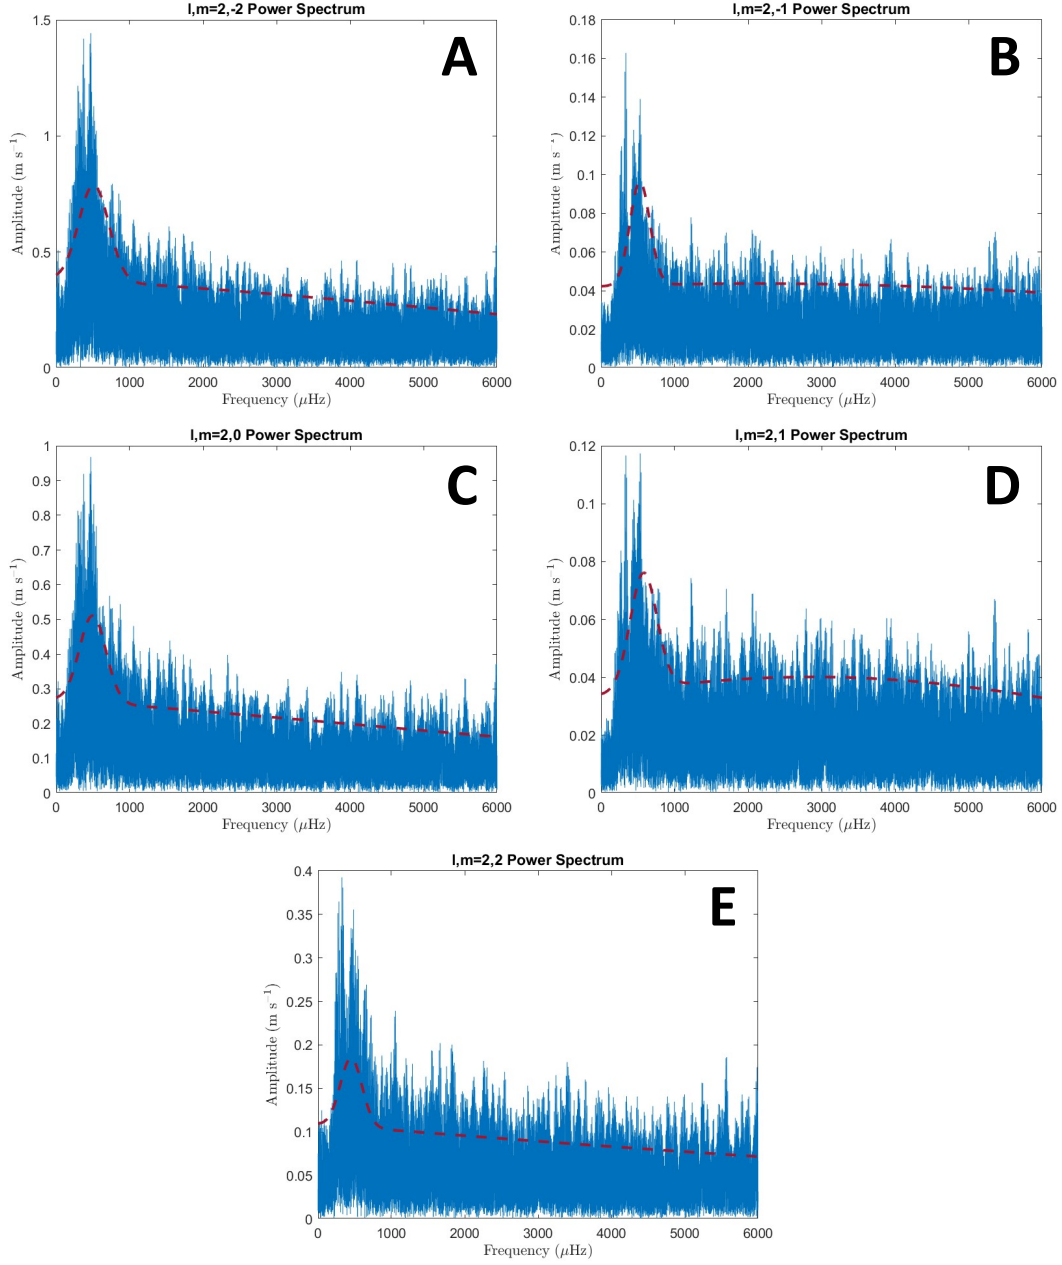 l,m=2,-2 Power Spectrum
A
1.5
1
0.5
0
Amplitude (m s⁻¹)
0 1000 2000 3000 4000 5000 6000
Frequency (μHz)
l,m=2,-1 Power Spectrum
B
0.18
0.16
0.14
0.12
0.1
0.08
0.06
0.04
0.02
0
Amplitude (m s⁻¹)
0 1000 2000 3000 4000 5000 6000
Frequency (μHz)
l,m=2,0 Power Spectrum
C
1
0.9
0.8
0.7
0.6
0.5
0.4
0.3
0.2
0.1
0
Amplitude (m s⁻¹)
0 1000 2000 3000 4000 5000 6000
Frequency (μHz)
l,m=2,1 Power Spectrum
D
0.12
0.1
0.08
0.06
0.04
0.02
0
Amplitude (m s⁻¹)
0 1000 2000 3000 4000 5000 6000
Frequency (μHz)
l,m=2,2 Power Spectrum
E
0.4
0.35
0.3
0.25
0.2
0.15
0.1
0.05
0
Amplitude (m s⁻¹)
0 1000 2000 3000 4000 5000 6000
Frequency (μHz)